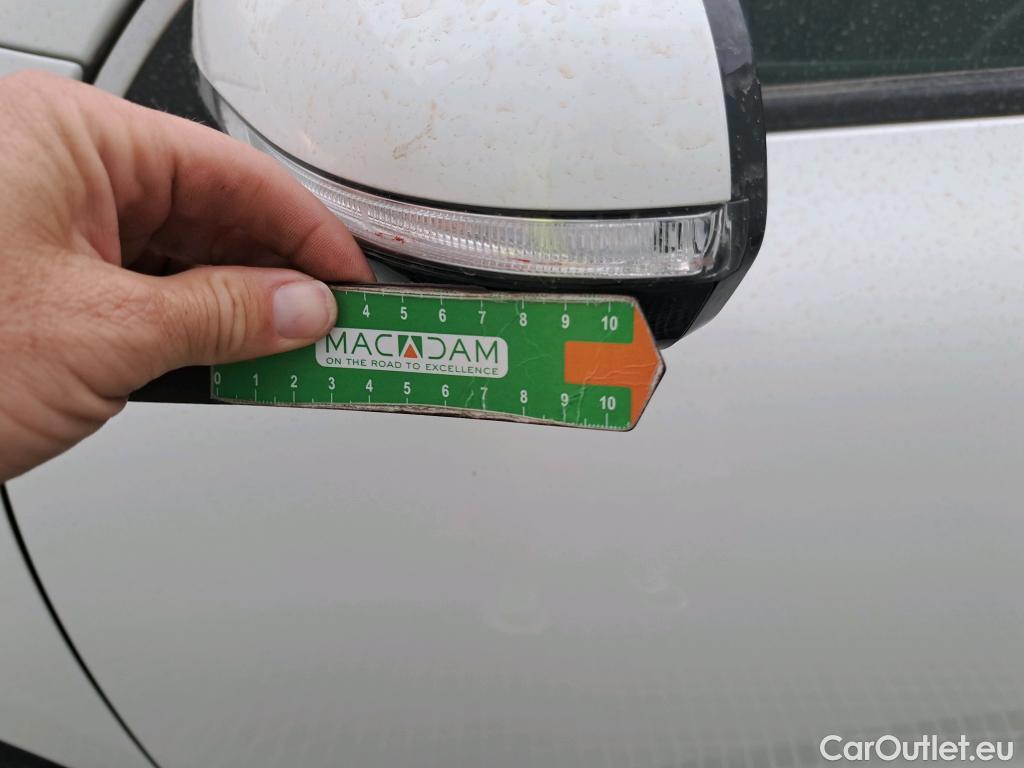 4 5 6 7 8 9 10
MACADAM
ON THE ROAD TO EXCELLENCE
0 1 2 3 4 5 6 7 8 9 10
CarOutlet.eu